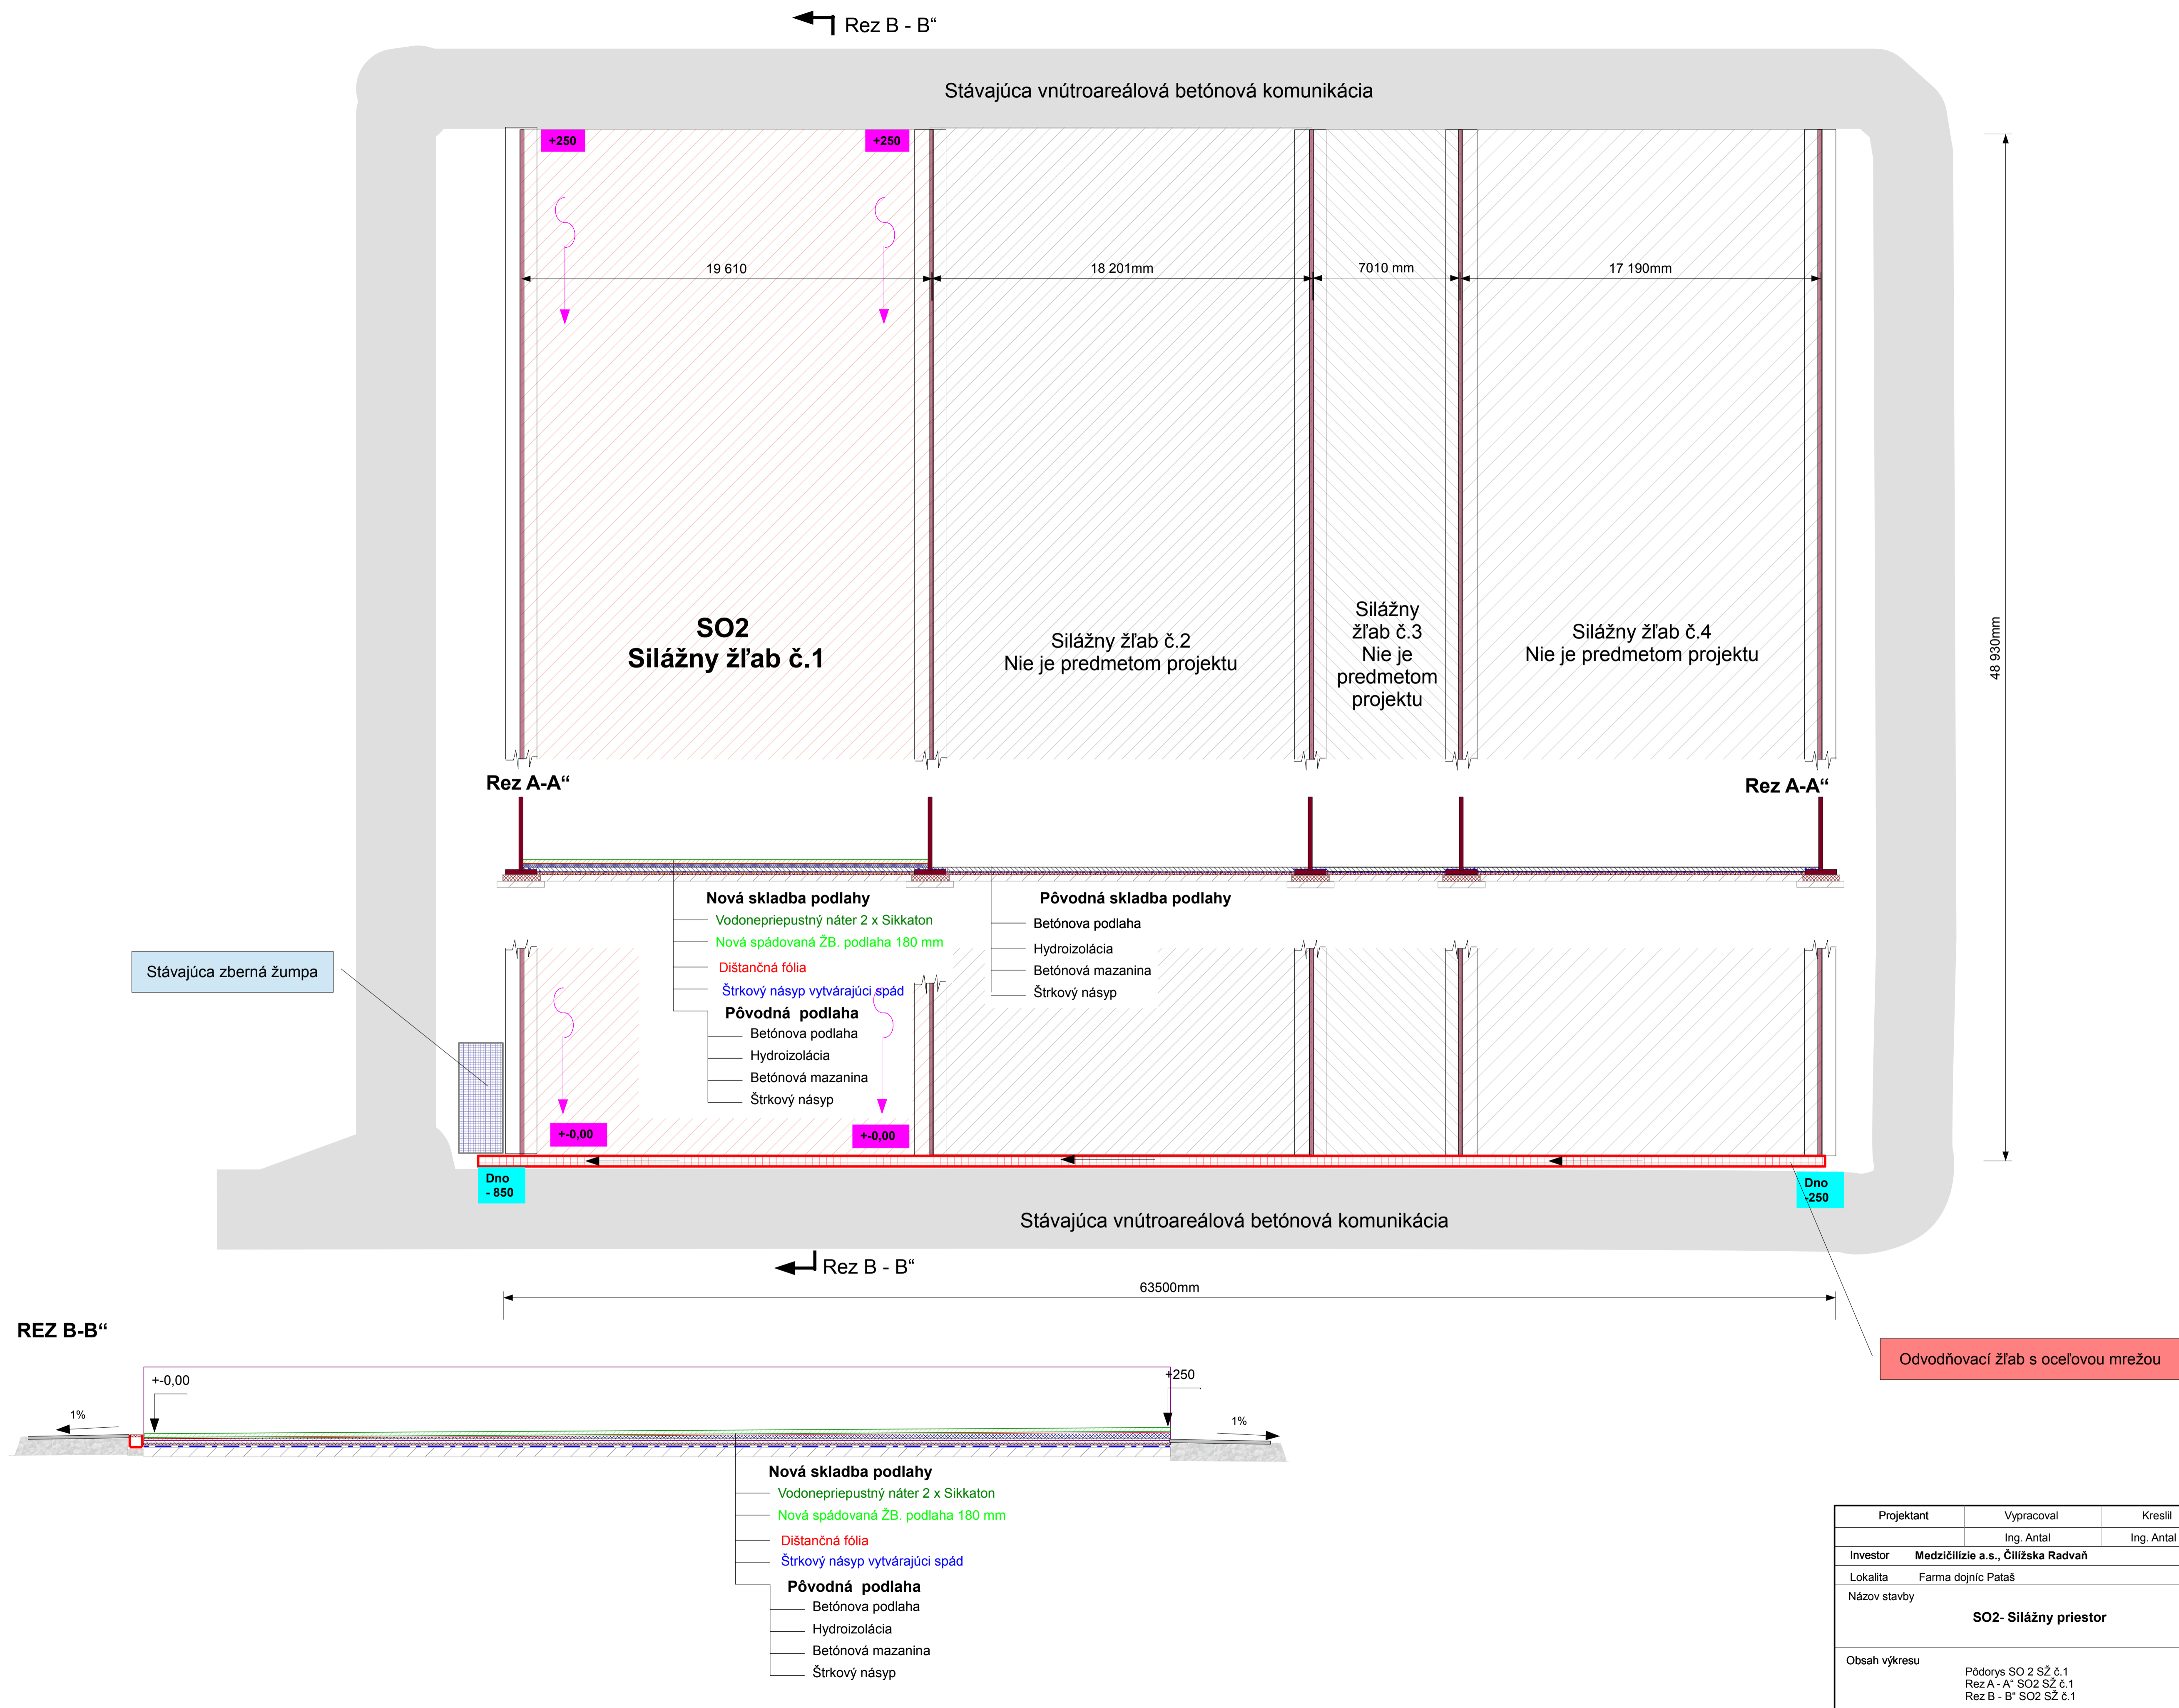 Rez B - B“
Stávajúca vnútroareálová betónová komunikácia
+250
+250
19 610
18 201mm
7010 mm
17 190mm
48 930mm
SO2
Silážny žľab č.1
Silážny žľab č.2
Nie je predmetom projektu
Silážny
žľab č.3
Nie je
predmetom
projektu
Silážny žľab č.4
Nie je predmetom projektu
Rez A-A“
Rez A-A“
Nová skladba podlahy
Vodonepriepustný náter 2 x Sikkaton
Nová spádovaná ŽB. podlaha 180 mm
Dištančná fólia
Štrkový násyp vytvárajúci spád
Pôvodná podlaha
Betónova podlaha
Hydroizolácia
Betónová mazanina
Štrkový násyp
Pôvodná skladba podlahy
Betónova podlaha
Hydroizolácia
Betónová mazanina
Štrkový násyp
Stávajúca zberná žumpa
+-0,00
+-0,00
Dno
- 850
Dno
-250
Stávajúca vnútroareálová betónová komunikácia
Rez B - B“
63500mm
REZ B-B“
Odvodňovací žľab s oceľovou mrežou
+-0,00
+250
1%
1%
Nová skladba podlahy
Vodonepriepustný náter 2 x Sikkaton
Nová spádovaná ŽB. podlaha 180 mm
Dištančná fólia
Štrkový násyp vytvárajúci spád
Pôvodná podlaha
Betónova podlaha
Hydroizolácia
Betónová mazanina
Štrkový násyp
Projektant Vypracoval Kreslil
Ing. Antal Ing. Antal
Investor Medzičilízie a.s., Čilížska Radvaň
Lokalita Farma dojníc Pataš
Názov stavby
SO2- Silážny priestor
Obsah výkresu
Pôdorys SO 2 SŽ č.1
Rez A - A“ SO2 SŽ č.1
Rez B - B“ SO2 SŽ č.1